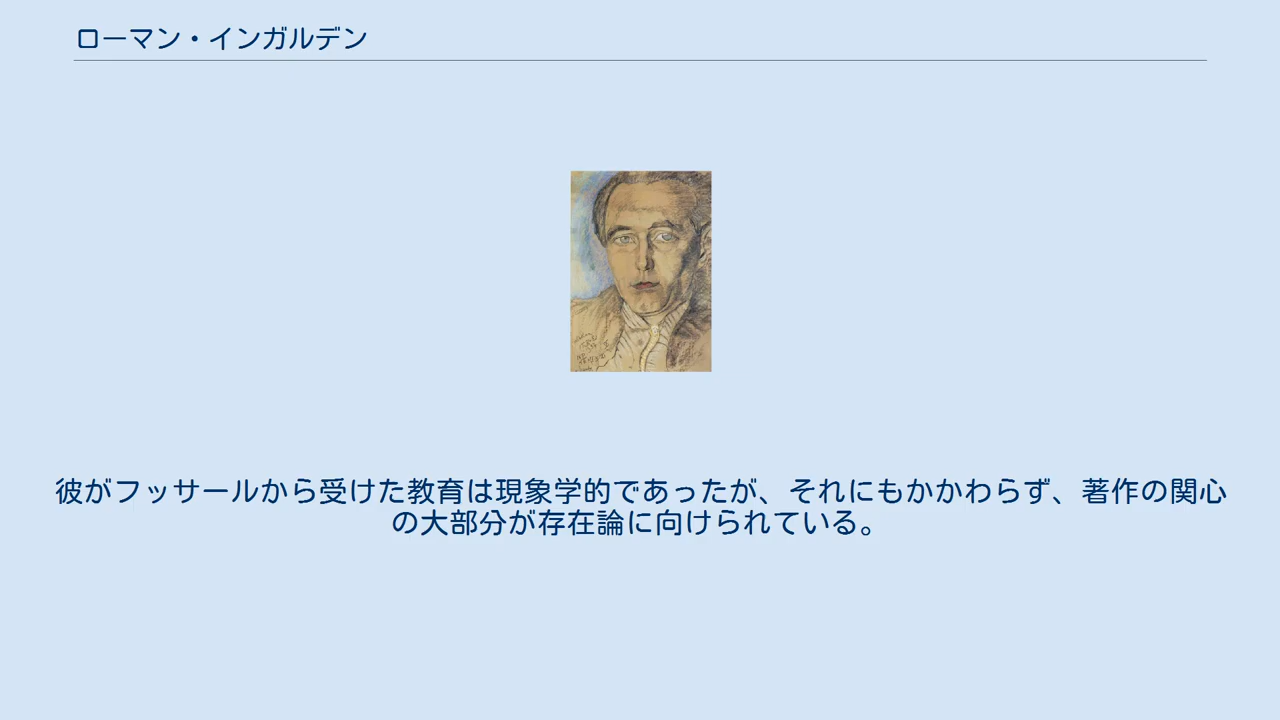 ローマン・インガルデン
彼がフッサールから受けた教育は現象学的であったが、それにもかかわらず、著作の関心
の大部分が存在論に向けられている。